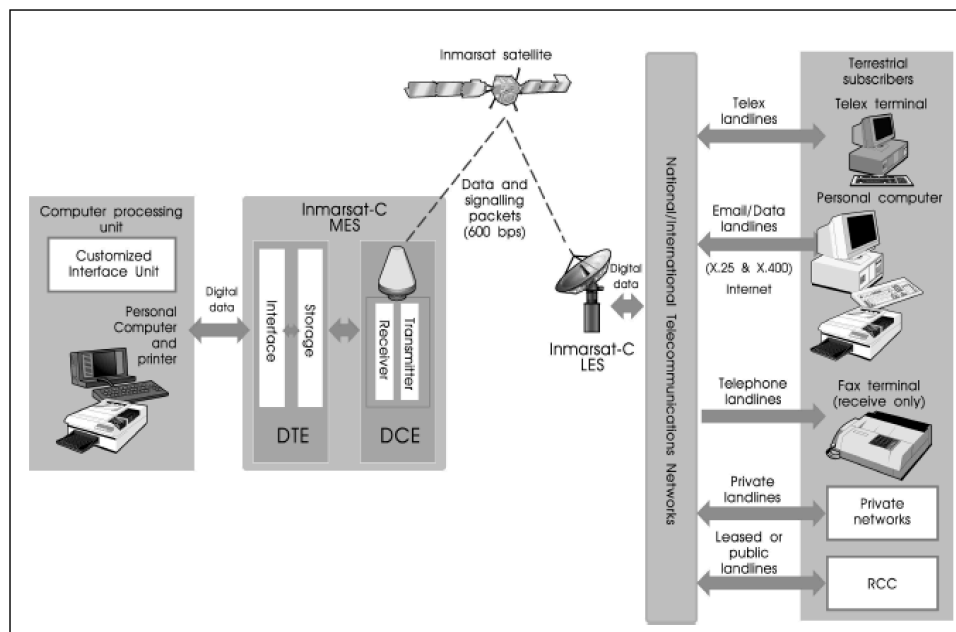 Inmarsat satellite
Data and
signalling
packets
(600 bps)
Computer processing
unit
Customized
Interface Unit
Personal
Computer
and
printer
Digital
data
Inmarsat-C
MES
Interface
Storage
DTE
Receiver
Transmitter
DCE
Inmarsat-C
LES
Digital
data
National/International Telecommunications Networks
Telex
landlines
Email/Data
landlines
(X.25 & X.400)
Internet
Telephone
landlines
Private
landlines
Leased or
public
landlines
Terrestrial
subscribers
Telex terminal
Personal computer
Fax terminal
(receive only)
Private
networks
RCC